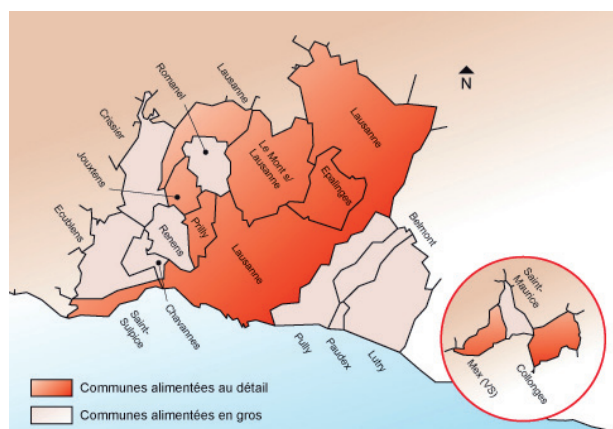 Romanel
Lausanne
N
Crissier
Lausanne
Le Mont s/
Lausanne
Jouxtens
Epalinges
Ecublens
Renens
Prilly
Lausanne
Belmont
Saint-
Sulpice
Chavannes
Pully
Paudex
Lutry
Saint-
Maurice
Mex (VS)
Collonges
Communes alimentées au détail
Communes alimentées en gros